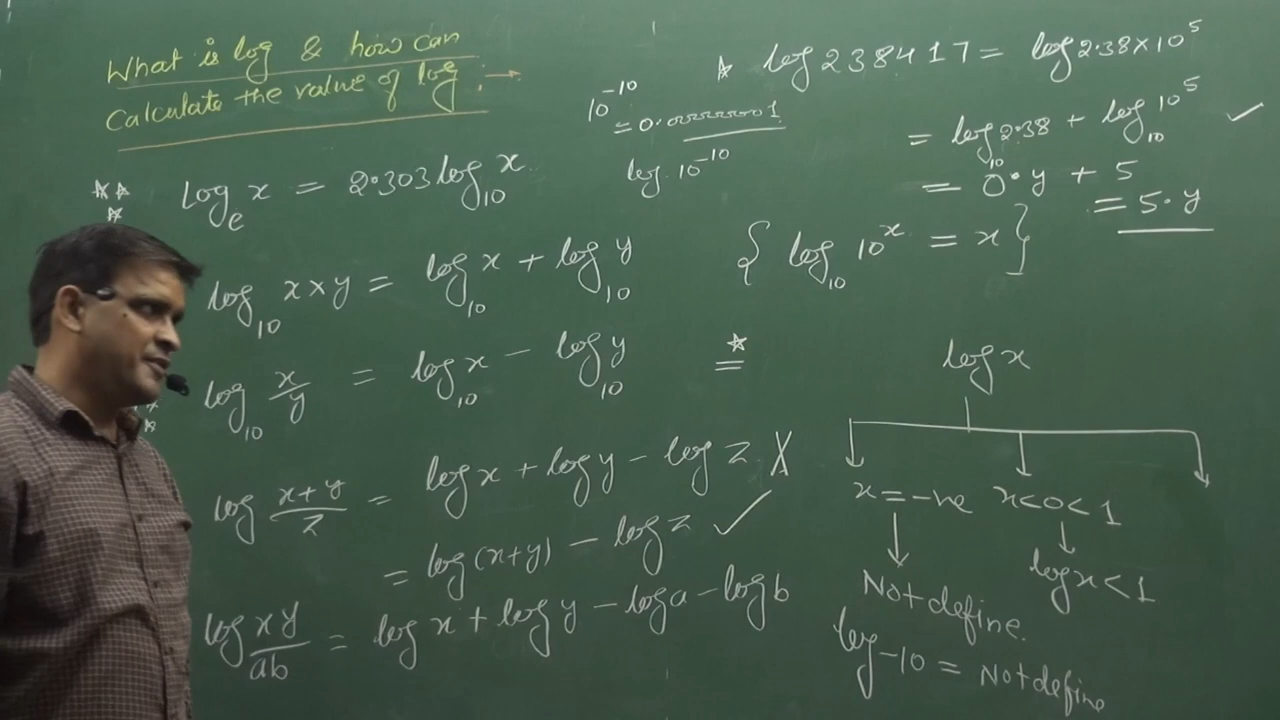 What is log & how can
Calculate the value of log :→
** Log_e x = 2.303 log_10 x
*
log_10 x×y = log_10 x + log_10 y
log_10 x/y = log_10 x − log_10 y
log (x+y)/z = log x + log y − log z X
= log (x+y) − log z ✓
log xy/ab = log x + log y − log a − log b
10^-10
= 0.0000000001
log 10^-10
* log 238417 = log 2.38×10^5
= log_10 2.38 + log_10 10^5 ✓
= 0.y + 5
= 5.y
{ log_10 10^x = x }
*
log x
x = -ve x<0<1
Not define. log x < 1
log -10 = Not define